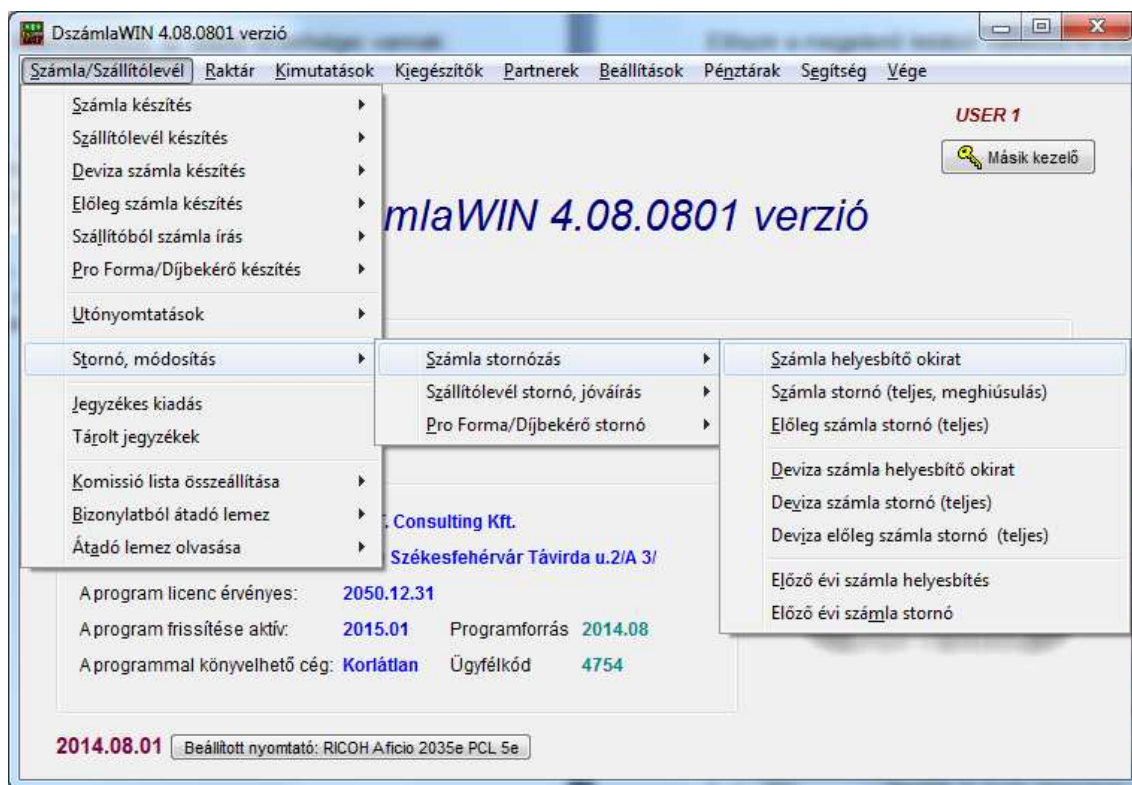 DszámlaWIN 4.08.0801 verzió
Számla/Szállítólevél Raktár Kimutatások Kiegészítők Partnerek Beállítások Pénztárak Segítség Vége
USER 1
Másik kezelő
mlaWIN 4.08.0801 verzió
Számla készítés
Szállítólevél készítés
Deviza számla készítés
Előleg számla készítés
Szállítóból számla írás
Pro Forma/Díjbekérő készítés
Utónyomtatások
Stornó, módosítás
Jegyzékes kiadás
Tárolt jegyzékek
Komissió lista összeállítása
Bizonylatból átadó lemez
Átadó lemez olvasása
Számla stornózás
Szállítólevél stornó, jóváírás
Pro Forma/Díjbekérő stornó
Számla helyesbítő okirat
Számla stornó (teljes, meghiúsulás)
Előleg számla stornó (teljes)
Deviza számla helyesbítő okirat
Deviza számla stornó (teljes)
Deviza előleg számla stornó (teljes)
Előző évi számla helyesbítés
Előző évi számla stornó
Consulting Kft.
Székesfehérvár Távirda u.2/A 3/
A program licenc érvényes: 2050.12.31
A program frissítése aktív: 2015.01 Programforrás 2014.08
A programmal könyvelhető cég: Korlátlan Ügyfélkód 4754
2014.08.01 Beállított nyomtató: RICOH Aficio 2035e PCL 5e